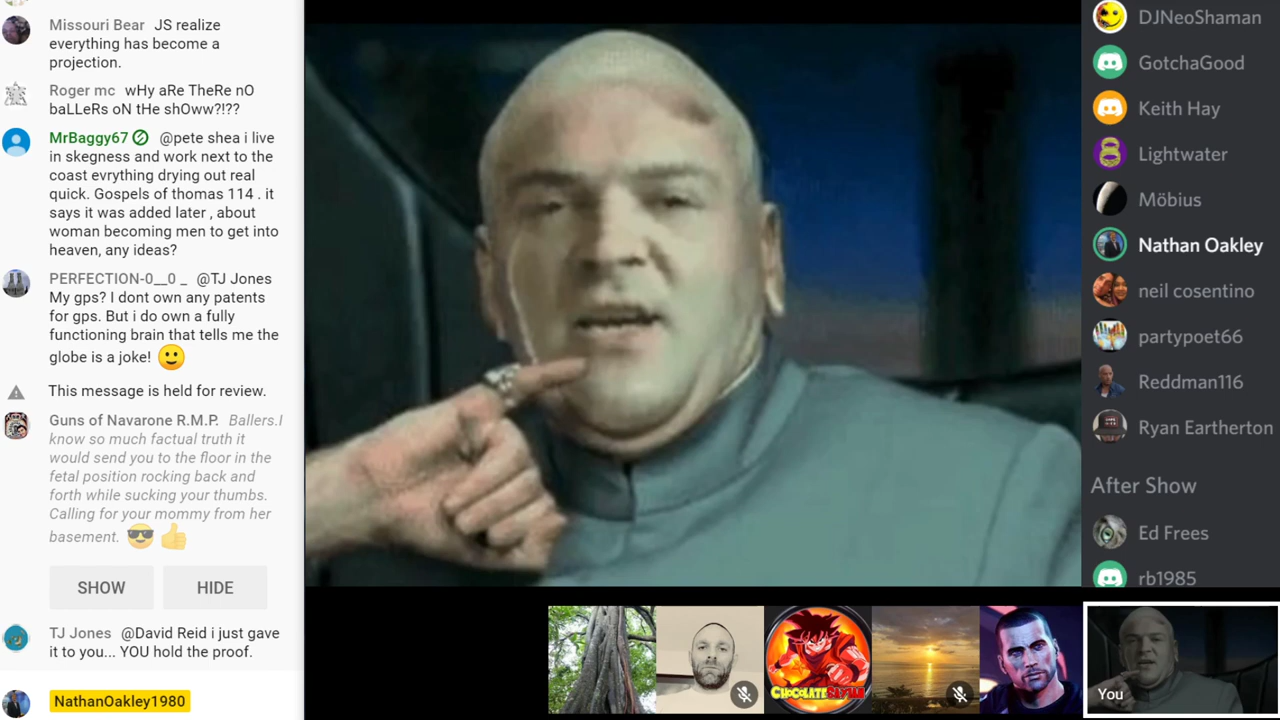 Missouri Bear JS realize
everything has become a
projection.
Roger mc wHy aRe TheRe nO
baLLeRs oN tHe shOww?!??
MrBaggy67 @pete shea i live
in skegness and work next to the
coast evrything drying out real
quick. Gospels of thomas 114 . it
says it was added later , about
woman becoming men to get into
heaven, any ideas?
PERFECTION-0__0 _ @TJ Jones
My gps? I dont own any patents
for gps. But i do own a fully
functioning brain that tells me the
globe is a joke!
This message is held for review.
Guns of Navarone R.M.P. Ballers.I
know so much factual truth it
would send you to the floor in the
fetal position rocking back and
forth while sucking your thumbs.
Calling for your mommy from her
basement.
SHOW HIDE
TJ Jones @David Reid i just gave
it to you... YOU hold the proof.
NathanOakley1980
CHOCOLATE SAIYAN
You
DJNeoShaman
GotchaGood
Keith Hay
Lightwater
Möbius
Nathan Oakley
neil cosentino
partypoet66
Reddman116
Ryan Eartherton
After Show
Ed Frees
rb1985